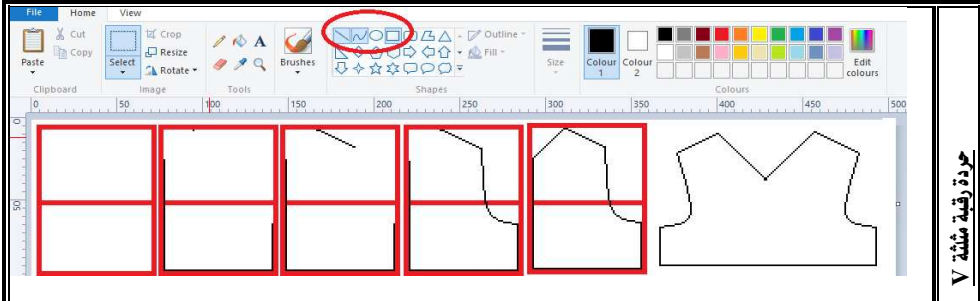 File Home View
Paste
Cut
Copy
Clipboard
Select
Crop
Resize
Rotate
Image
A
Tools
Brushes
Outline
Fill
Shapes
Size
Colour 1
Colour 2
Edit colours
Colours
0 50 100 150 200 250 300 350 400 450 500
0
50
حردة رقبة مثلثة V